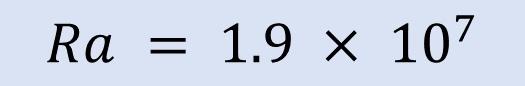 Ra = 1.9 × 10⁷